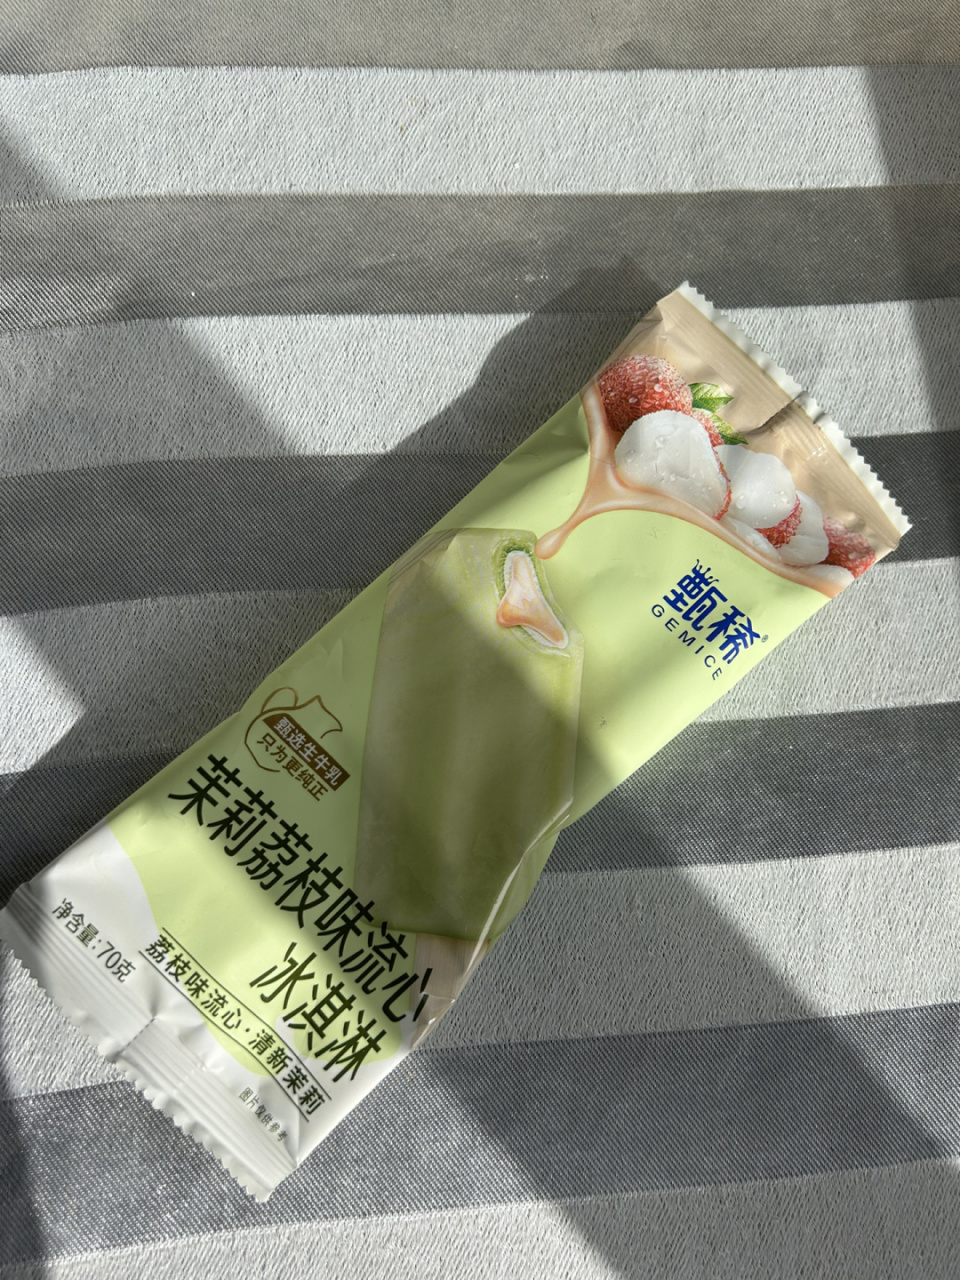 甄稀®
GEMICE
甄选生牛乳
只为更纯正
茉莉荔枝味流心
冰淇淋
荔枝味流心·清新茉莉
净含量:70克
图片仅供参考